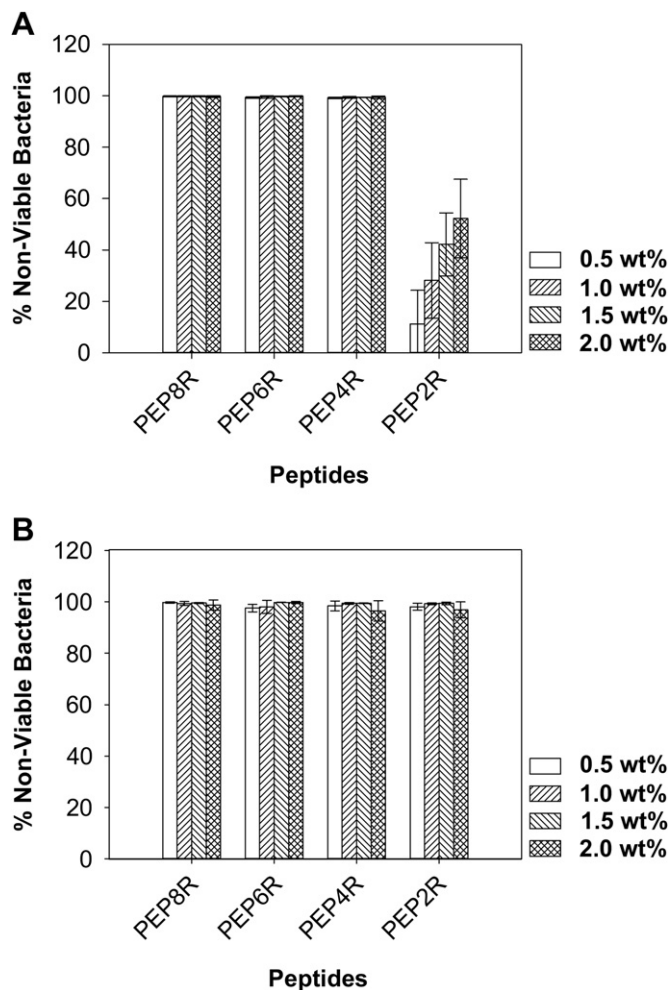 A
120
100
80
60
40
20
0
% Non-Viable Bacteria
PEP8R
PEP6R
PEP4R
PEP2R
Peptides
0.5 wt%
1.0 wt%
1.5 wt%
2.0 wt%
B
120
100
80
60
40
20
0
% Non-Viable Bacteria
PEP8R
PEP6R
PEP4R
PEP2R
Peptides
0.5 wt%
1.0 wt%
1.5 wt%
2.0 wt%